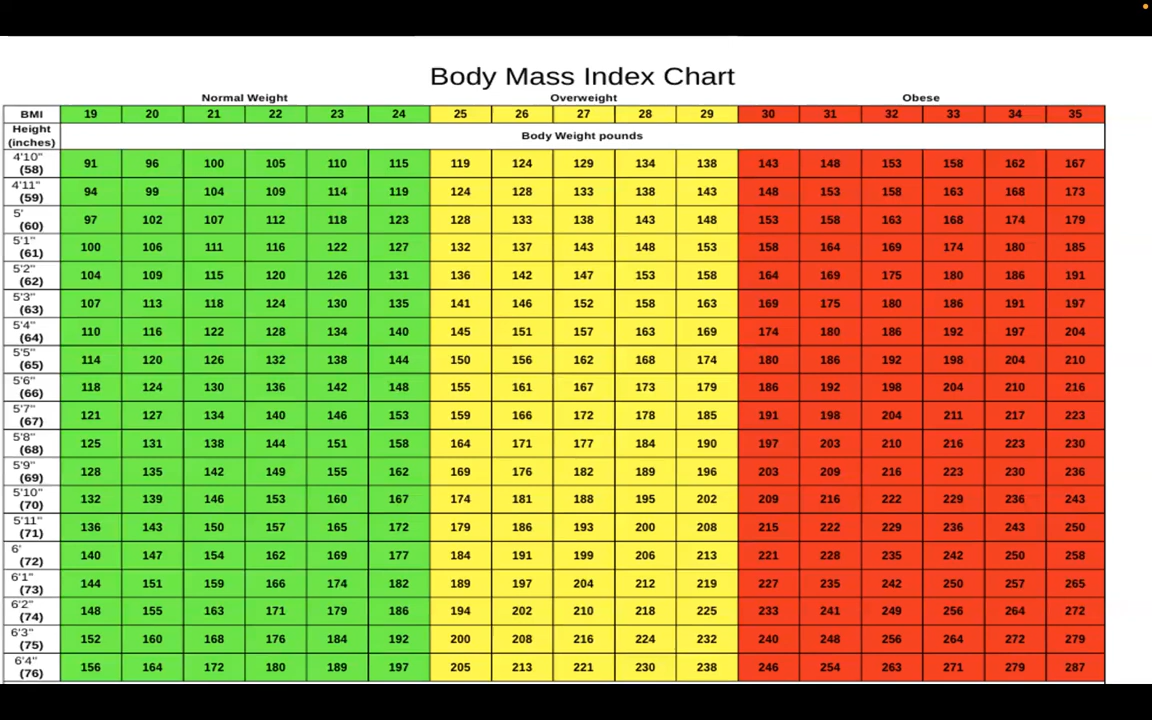 Body Mass Index Chart
Normal Weight Overweight Obese
BMI 19 20 21 22 23 24 25 26 27 28 29 30 31 32 33 34 35
Height
(inches) Body Weight pounds
4'10" (58) 91 96 100 105 110 115 119 124 129 134 138 143 148 153 158 162 167
4'11" (59) 94 99 104 109 114 119 124 128 133 138 143 148 153 158 163 168 173
5' (60) 97 102 107 112 118 123 128 133 138 143 148 153 158 163 168 174 179
5'1" (61) 100 106 111 116 122 127 132 137 143 148 153 158 164 169 174 180 185
5'2" (62) 104 109 115 120 126 131 136 142 147 153 158 164 169 175 180 186 191
5'3" (63) 107 113 118 124 130 135 141 146 152 158 163 169 175 180 186 191 197
5'4" (64) 110 116 122 128 134 140 145 151 157 163 169 174 180 186 192 197 204
5'5" (65) 114 120 126 132 138 144 150 156 162 168 174 180 186 192 198 204 210
5'6" (66) 118 124 130 136 142 148 155 161 167 173 179 186 192 198 204 210 216
5'7" (67) 121 127 134 140 146 153 159 166 172 178 185 191 198 204 211 217 223
5'8" (68) 125 131 138 144 151 158 164 171 177 184 190 197 203 210 216 223 230
5'9" (69) 128 135 142 149 155 162 169 176 182 189 196 203 209 216 223 230 236
5'10" (70) 132 139 146 153 160 167 174 181 188 195 202 209 216 222 229 236 243
5'11" (71) 136 143 150 157 165 172 179 186 193 200 208 215 222 229 236 243 250
6' (72) 140 147 154 162 169 177 184 191 199 206 213 221 228 235 242 250 258
6'1" (73) 144 151 159 166 174 182 189 197 204 212 219 227 235 242 250 257 265
6'2" (74) 148 155 163 171 179 186 194 202 210 218 225 233 241 249 256 264 272
6'3" (75) 152 160 168 176 184 192 200 208 216 224 232 240 248 256 264 272 279
6'4" (76) 156 164 172 180 189 197 205 213 221 230 238 246 254 263 271 279 287